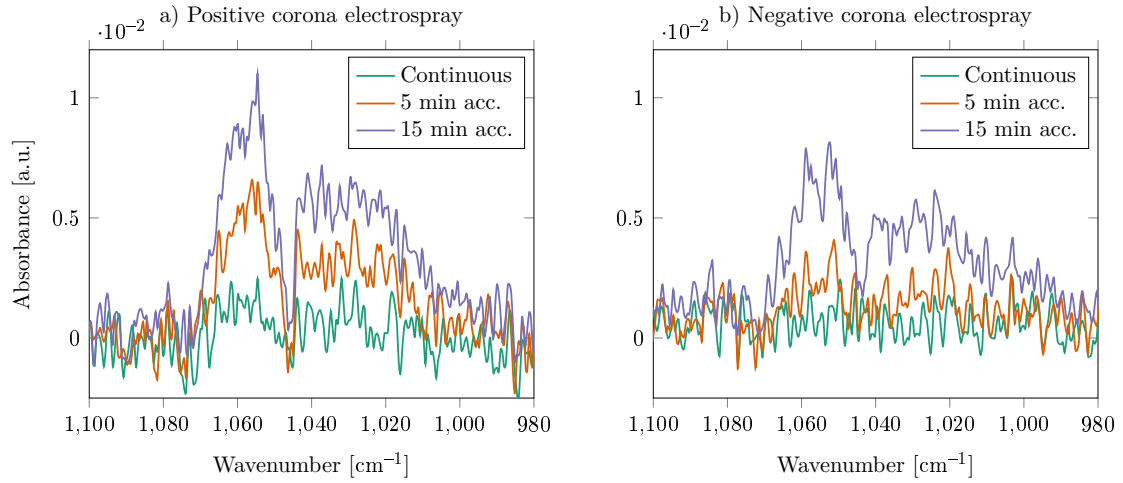 a) Positive corona electrospray
·10−2
Continuous
5 min acc.
15 min acc.
1
0.5
0
Absorbance [a.u.]
1,100 1,080 1,060 1,040 1,020 1,000 980
Wavenumber [cm−1]
b) Negative corona electrospray
·10−2
Continuous
5 min acc.
15 min acc.
1
0.5
0
1,100 1,080 1,060 1,040 1,020 1,000 980
Wavenumber [cm−1]